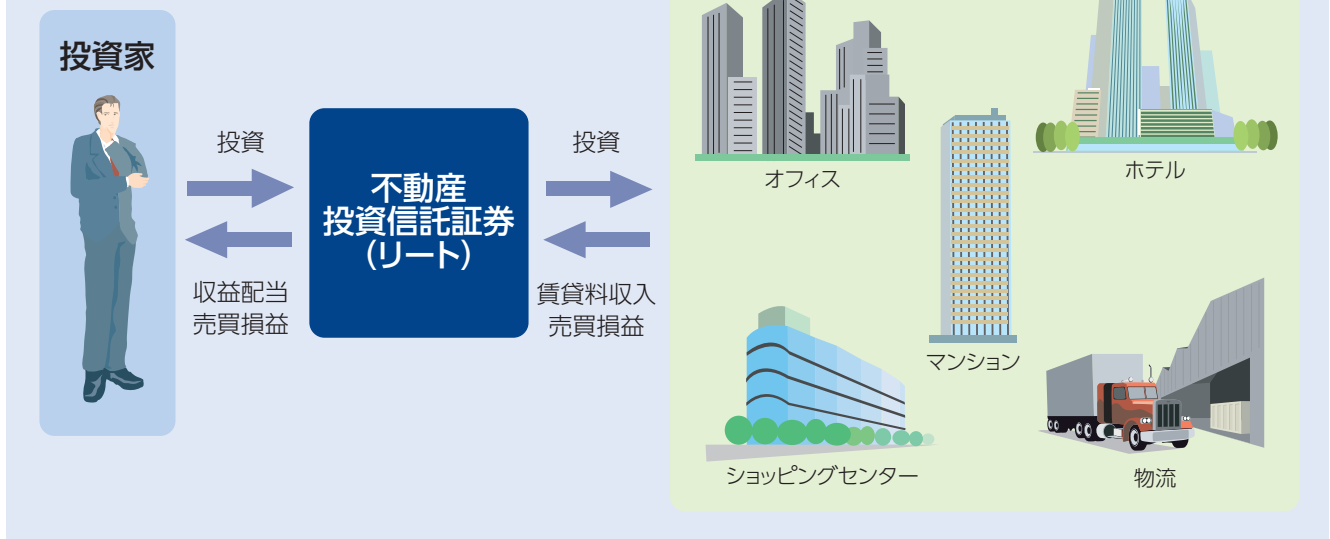 投資家
投資
収益配当
売買損益
不動産
投資信託証券
(リート)
投資
賃貸料収入
売買損益
オフィス
ホテル
マンション
ショッピングセンター
物流